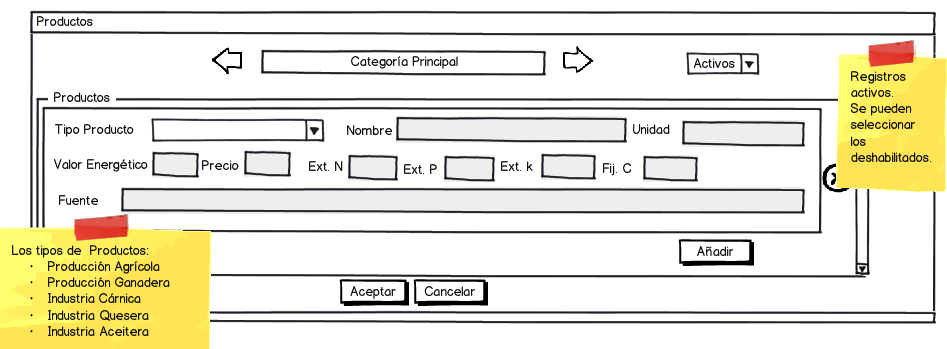 Productos
Categoría Principal
Activos
Registros
activos.
Se pueden
seleccionar
los
deshabilitados.
Productos
Tipo Producto
Nombre
Unidad
Valor Energético
Precio
Ext. N
Ext. P
Ext. k
Fij. C
Fuente
Añadir
Los tipos de Productos:
· Producción Agrícola
· Producción Ganadera
· Industria Cárnica
· Industria Quesera
· Industria Aceitera
Aceptar
Cancelar